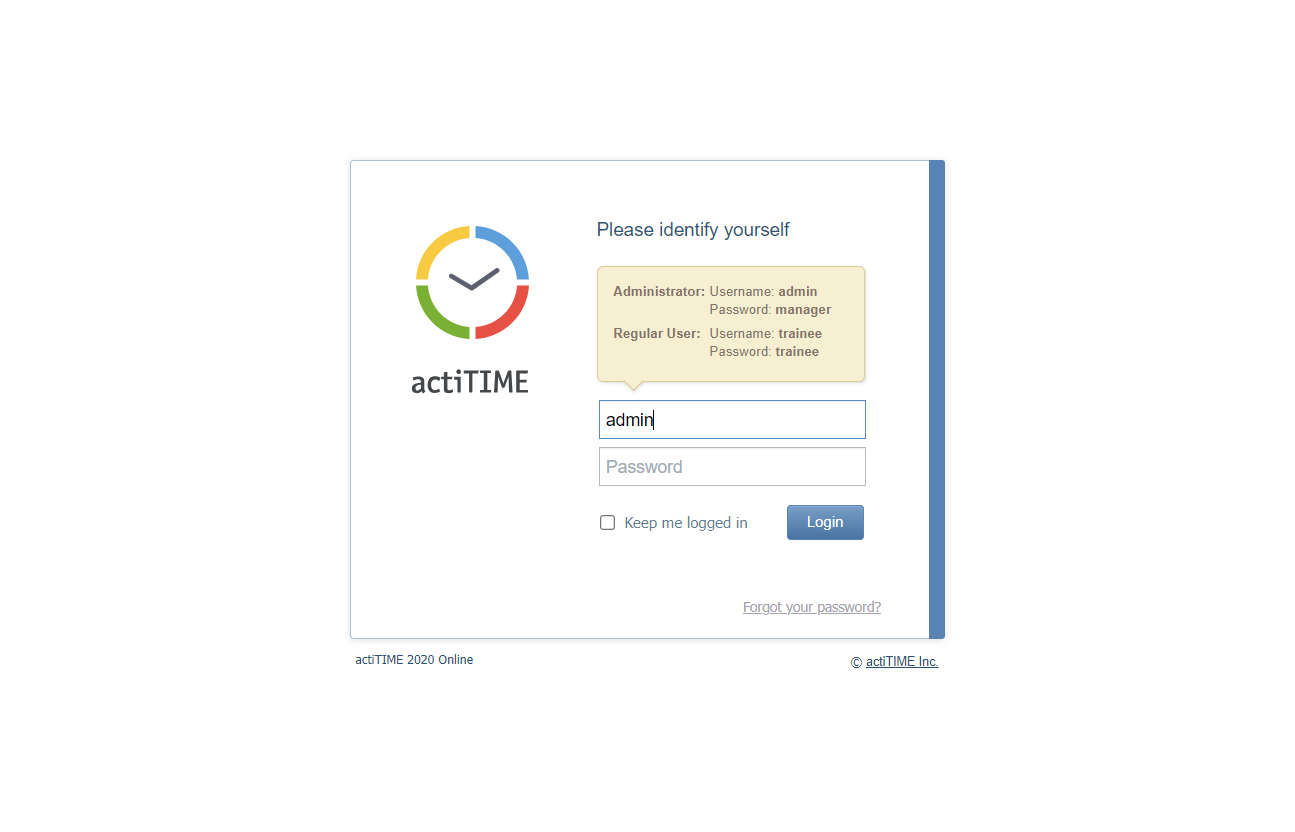 Please identify yourself
Administrator: Username: admin
Password: manager
Regular User: Username: trainee
Password: trainee
actiTIME
admin
Password
Keep me logged in
Login
Forgot your password?
actiTIME 2020 Online
© actiTIME Inc.